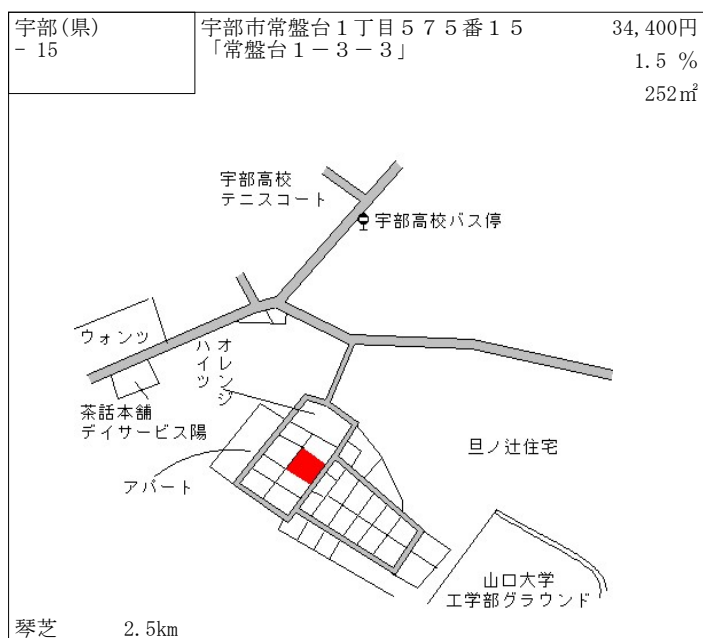 宇部(県)
- 15
宇部市常盤台１丁目５７５番１５
「常盤台１－３－３」
34,400円
1.5 %
252㎡
宇部高校
テニスコート
宇部高校バス停
ウォンツ
オレンジ
ハイツ
茶話本舗
デイサービス陽
アパート
旦ノ辻住宅
山口大学
工学部グラウンド
琴芝 2.5km